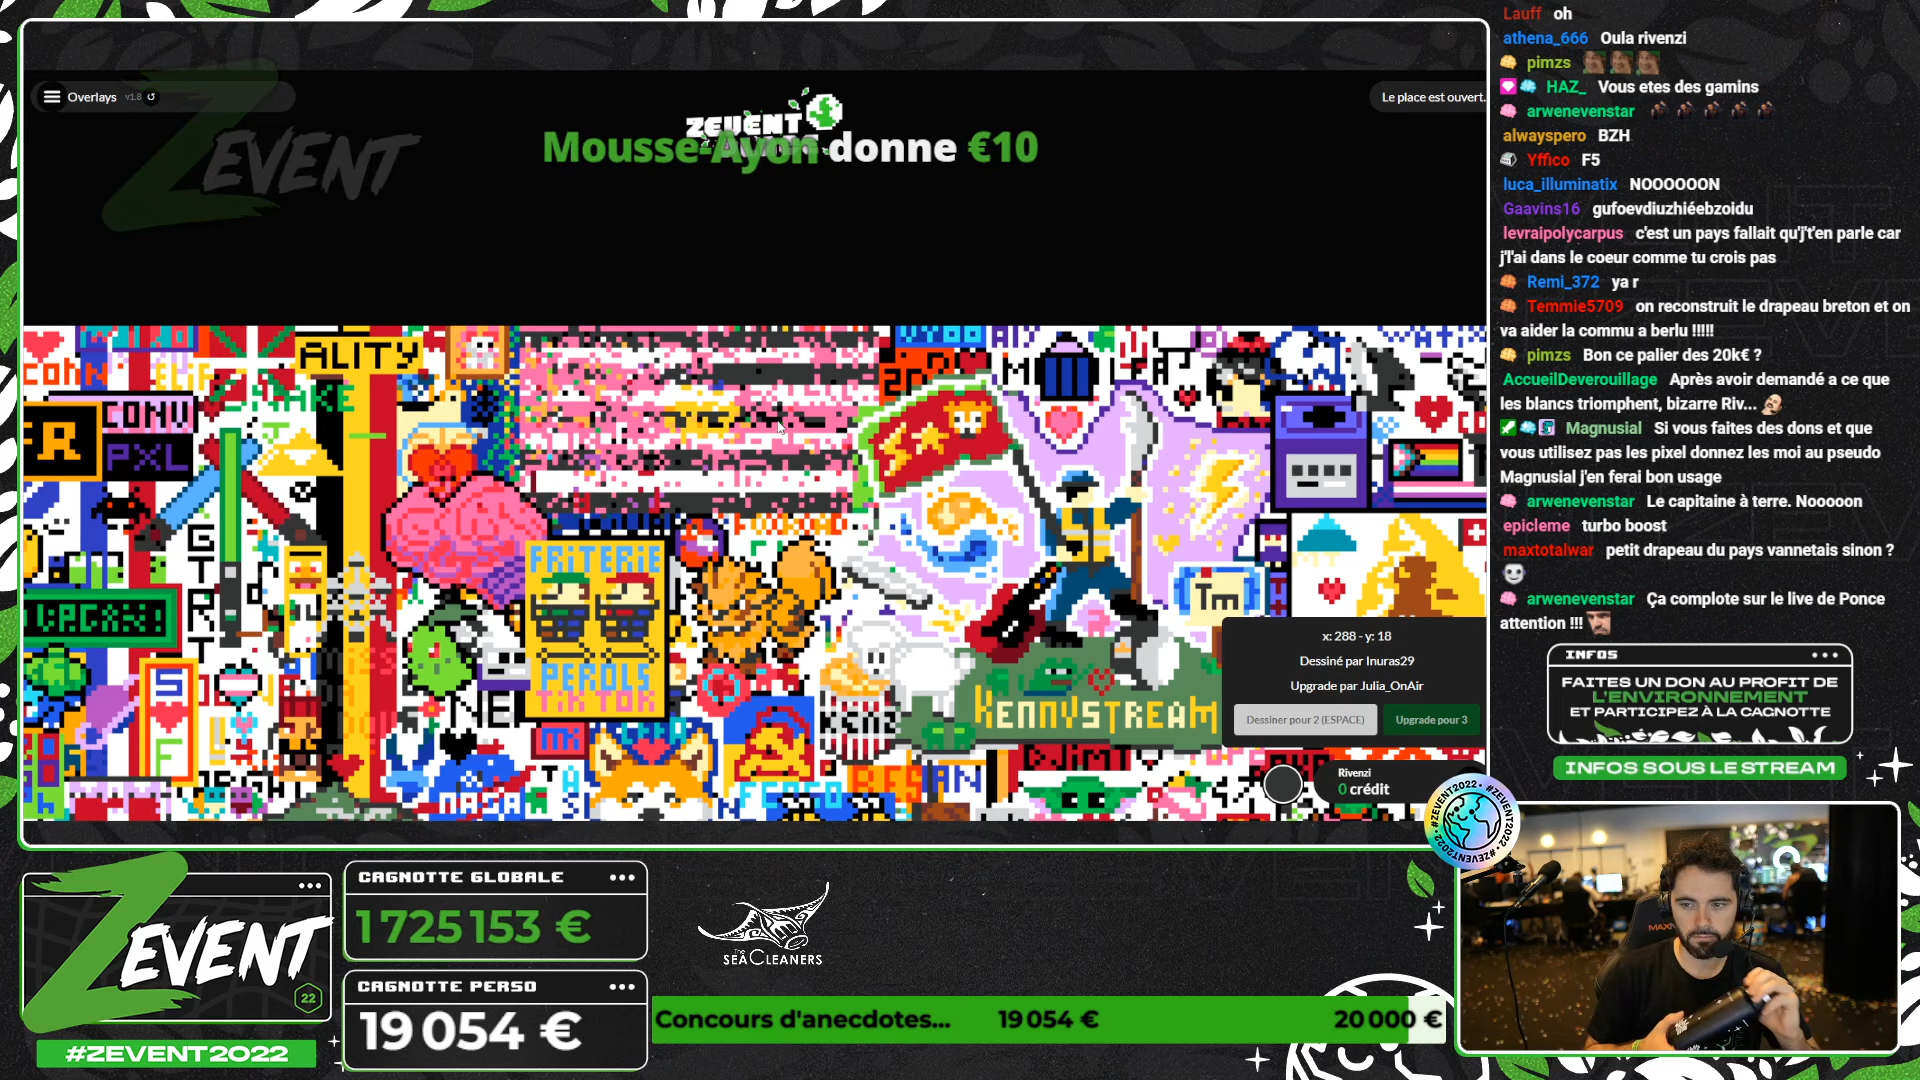 Overlays v1.8
Le place est ouvert.
ZEVENT
ZEVENT
Mousse-Ayon donne €10
ALITY
CONV
PXL
FRITERIE
PEROLS
TIKTOK
Tm
KENNYSTREAM
NASA
DJIMI
x: 288 - y: 18
Dessiné par Inuras29
Upgrade par Julia_OnAir
Dessiner pour 2 (ESPACE)
Upgrade pour 3
Rivenzi
0 crédit
Lauff oh
athena_666 Oula rivenzi
pimzs
HAZ_ Vous etes des gamins
arwenevenstar
alwayspero BZH
Yffico F5
luca_illuminatix NOOOOOON
Gaavins16 gufoevdiuzhiéebzoidu
levraipolycarpus c'est un pays fallait qu'j't'en parle car
j'l'ai dans le coeur comme tu crois pas
Remi_372 ya r
Temmie5709 on reconstruit le drapeau breton et on
va aider la commu a berlu !!!!!
pimzs Bon ce palier des 20k€ ?
AccueilDeverouillage Après avoir demandé a ce que
les blancs triomphent, bizarre Riv...
Magnusial Si vous faites des dons et que
vous utilisez pas les pixel donnez les moi au pseudo
Magnusial j'en ferai bon usage
arwenevenstar Le capitaine à terre. Nooooon
epicleme turbo boost
maxtotalwar petit drapeau du pays vannetais sinon ?
arwenevenstar Ça complote sur le live de Ponce
attention !!!
INFOS
FAITES UN DON AU PROFIT DE
L'ENVIRONNEMENT
ET PARTICIPEZ À LA CAGNOTTE
INFOS SOUS LE STREAM
#ZEVENT2022 · #ZEVENT2022 ·
ZEVENT
22
#ZEVENT2022
CAGNOTTE GLOBALE
1 725 153 €
CAGNOTTE PERSO
19 054 €
The
SEACLEANERS
Concours d'anecdotes... 19 054 € 20 000 €